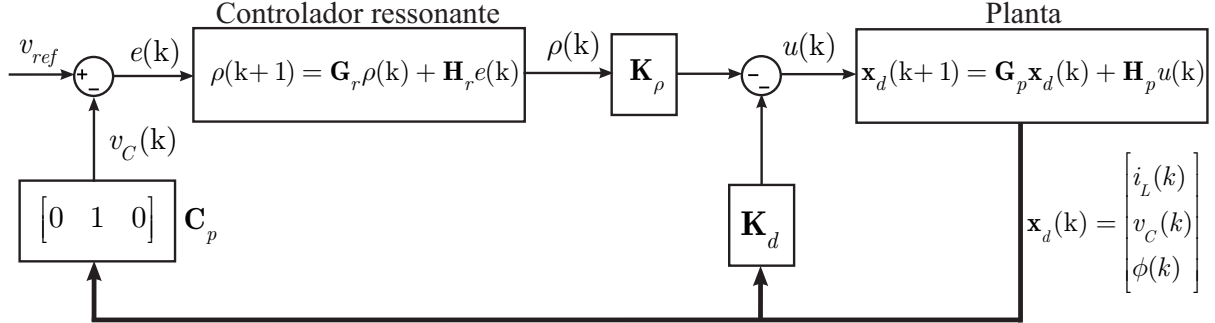 Controlador ressonante
Planta
v_ref
+
−
e(k)
ρ(k+1) = G_r ρ(k) + H_r e(k)
ρ(k)
K_ρ
−
−
u(k)
x_d(k+1) = G_p x_d(k) + H_p u(k)
v_C(k)
[0 1 0] C_p
K_d
x_d(k) = [i_L(k)
v_C(k)
ϕ(k)]